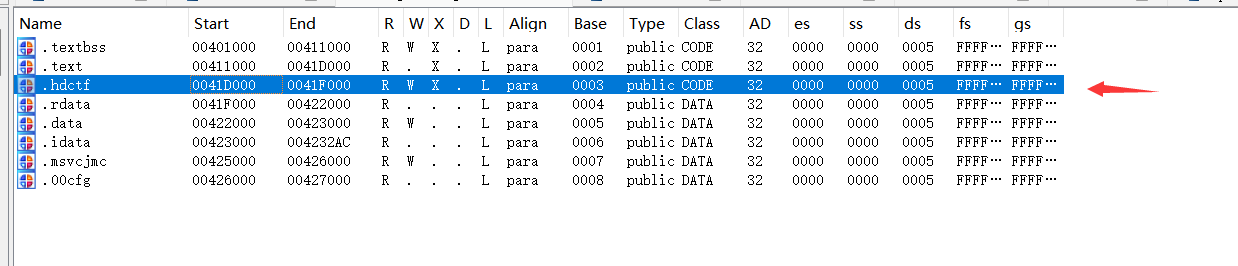 Name Start End R W X D L Align Base Type Class AD es ss ds fs gs
.textbss 00401000 00411000 R W X . L para 0001 public CODE 32 0000 0000 0005 FFFF… FFFF…
.text 00411000 0041D000 R . X . L para 0002 public CODE 32 0000 0000 0005 FFFF… FFFF…
.hdctf 0041D000 0041F000 R W X . L para 0003 public CODE 32 0000 0000 0005 FFFF… FFFF…
.rdata 0041F000 00422000 R . . . L para 0004 public DATA 32 0000 0000 0005 FFFF… FFFF…
.data 00422000 00423000 R W . . L para 0005 public DATA 32 0000 0000 0005 FFFF… FFFF…
.idata 00423000 004232AC R . . . L para 0006 public DATA 32 0000 0000 0005 FFFF… FFFF…
.msvcjmc 00425000 00426000 R W . . L para 0007 public DATA 32 0000 0000 0005 FFFF… FFFF…
.00cfg 00426000 00427000 R . . . L para 0008 public DATA 32 0000 0000 0005 FFFF… FFFF…